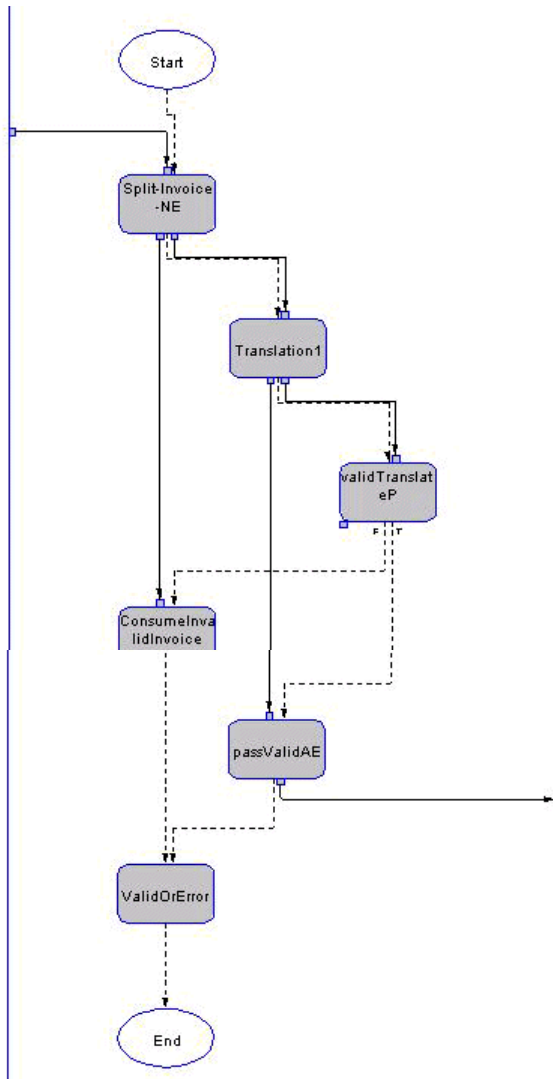 Start
Split-Invoice
-NE
Translation1
validTranslat
eP
F T
ConsumeInva
lidInvoice
passValidAE
ValidOrError
End